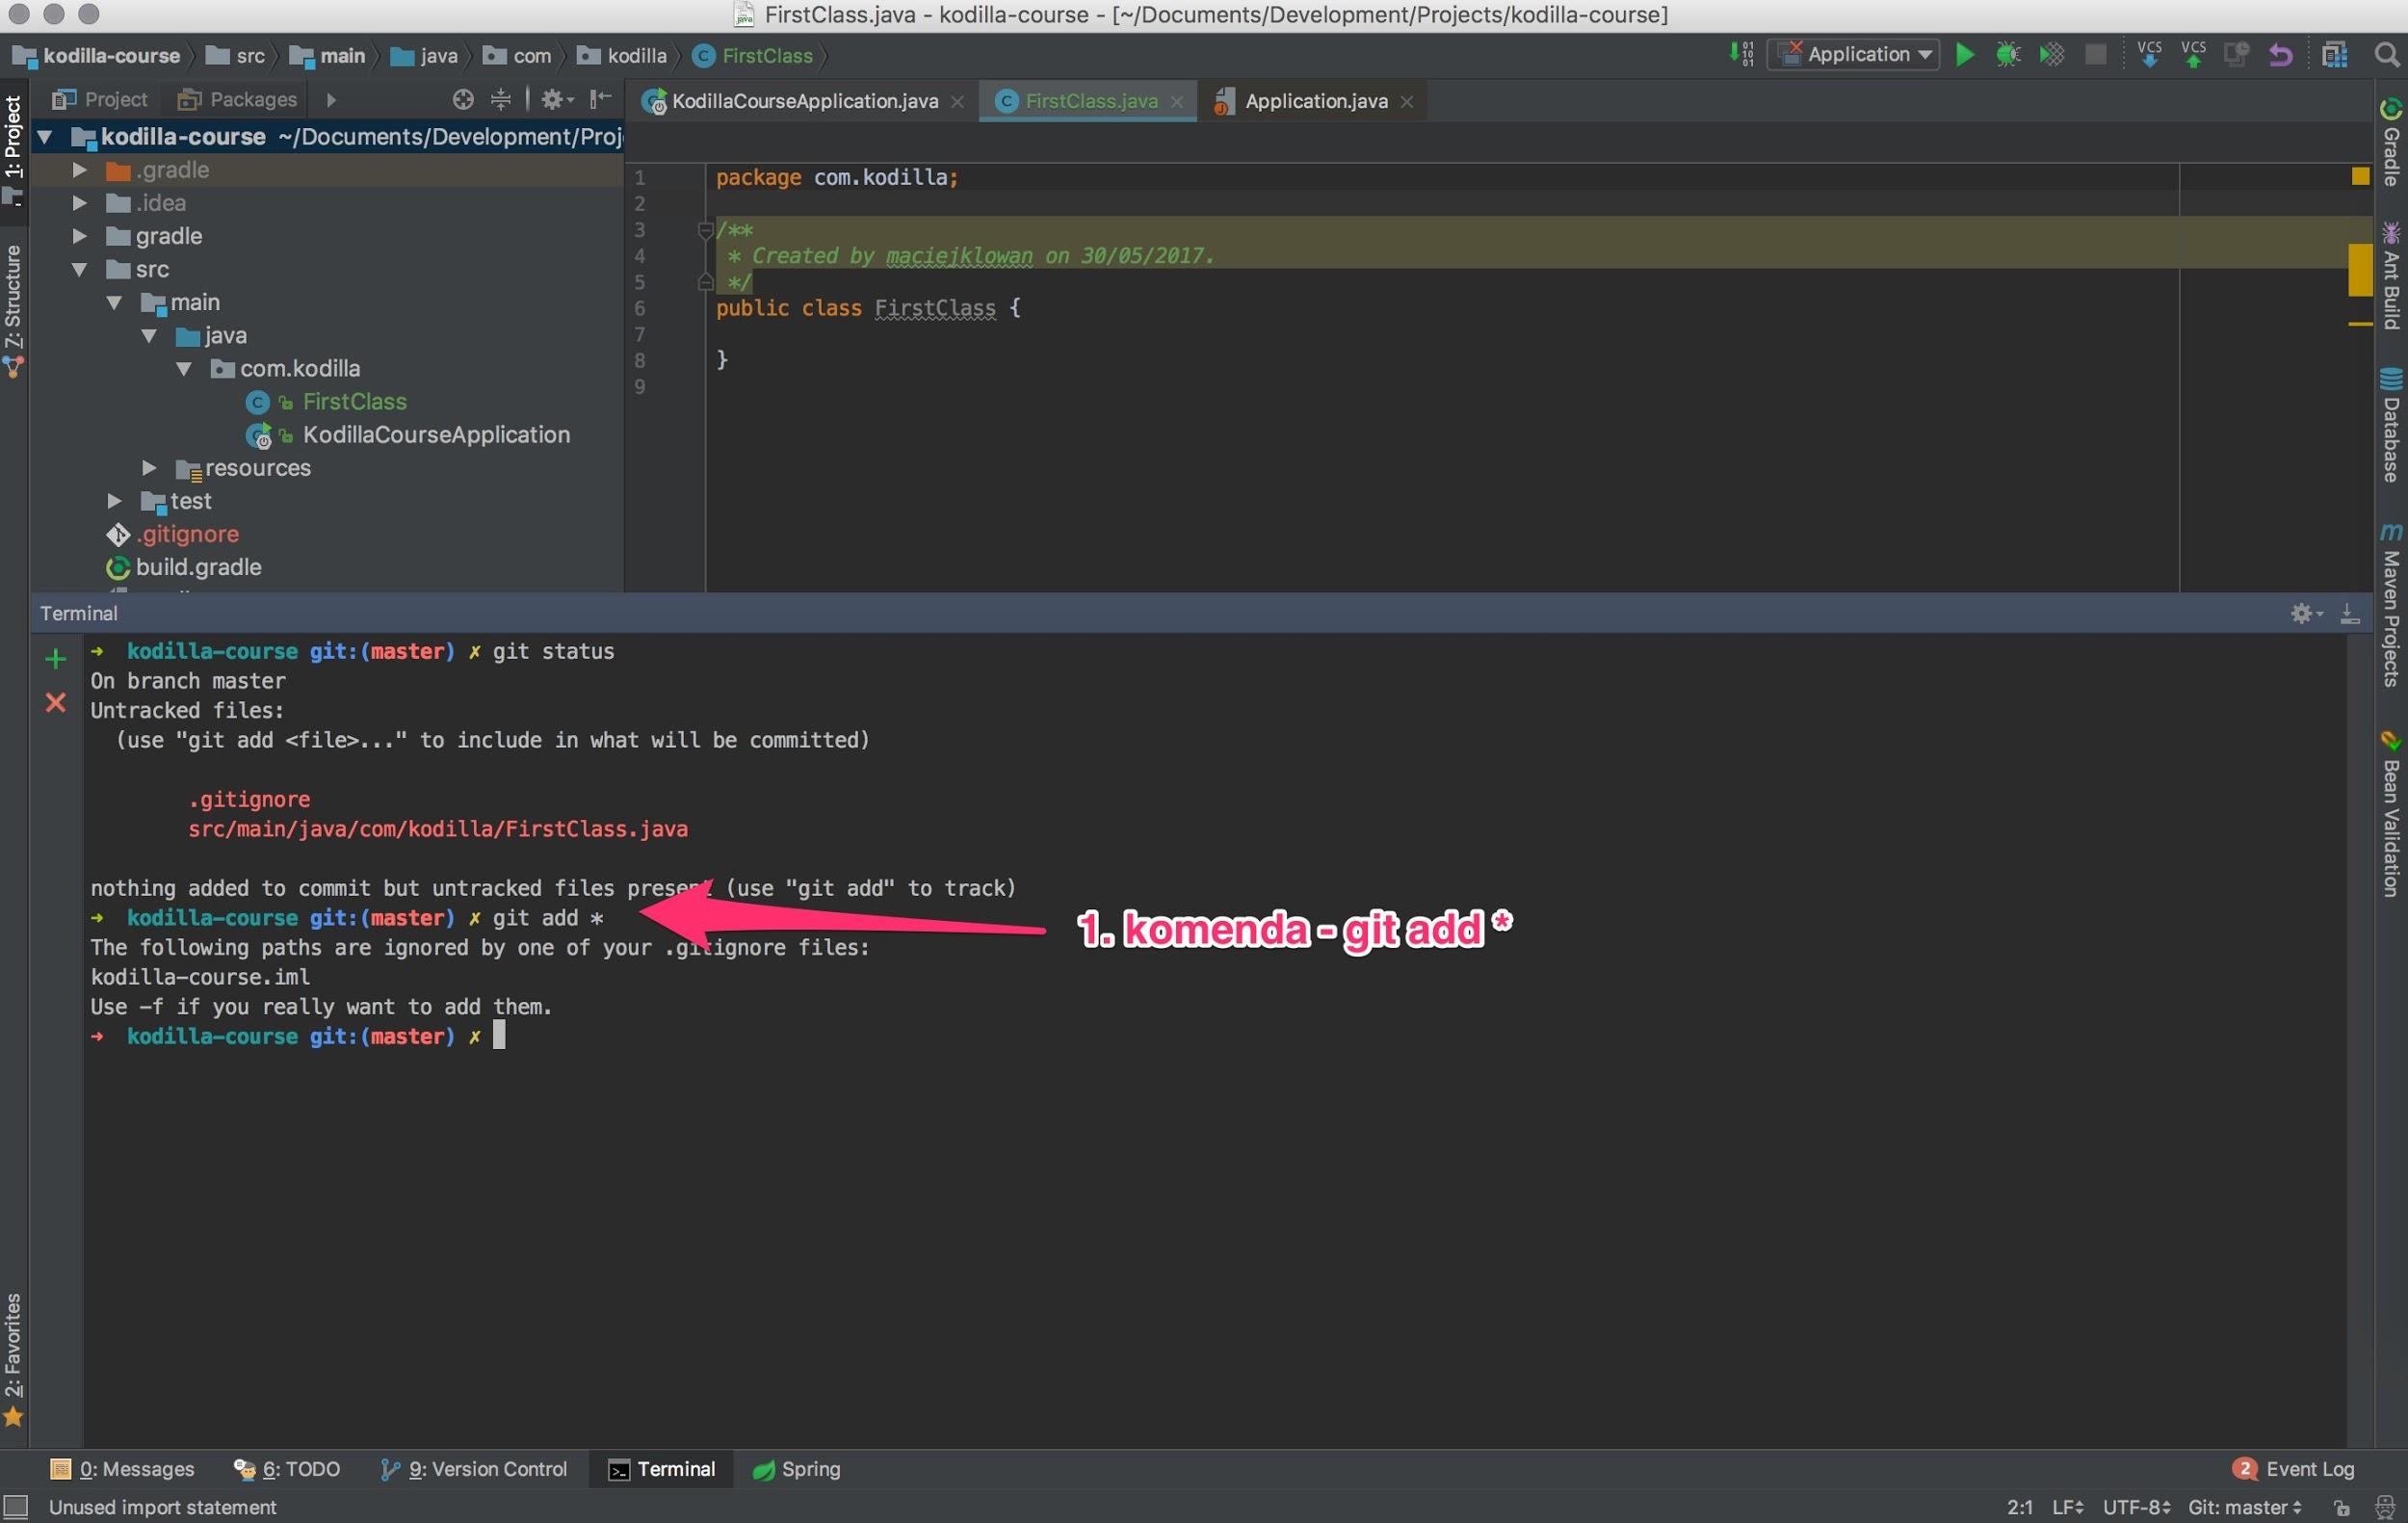 FirstClass.java - kodilla-course - [~/Documents/Development/Projects/kodilla-course]
kodilla-course src main java com kodilla FirstClass
Application
VCS VCS
Project Packages
KodillaCourseApplication.java FirstClass.java Application.java
1: Project
7: Structure
2: Favorites
kodilla-course ~/Documents/Development/Proj
.gradle
.idea
gradle
src
main
java
com.kodilla
FirstClass
KodillaCourseApplication
resources
test
.gitignore
build.gradle
1 package com.kodilla;
2
3 /**
4 * Created by maciejklowan on 30/05/2017.
5 */
6 public class FirstClass {
7
8 }
9
Gradle
Ant Build
Database
Maven Projects
Bean Validation
Terminal
➜ kodilla-course git:(master) ✗ git status
On branch master
Untracked files:
(use "git add <file>..." to include in what will be committed)
.gitignore
src/main/java/com/kodilla/FirstClass.java
nothing added to commit but untracked files present (use "git add" to track)
➜ kodilla-course git:(master) ✗ git add *
1. komenda - git add *
The following paths are ignored by one of your .gitignore files:
kodilla-course.iml
Use -f if you really want to add them.
➜ kodilla-course git:(master) ✗
0: Messages 6: TODO 9: Version Control Terminal Spring 2 Event Log
Unused import statement 2:1 LF UTF-8 Git: master